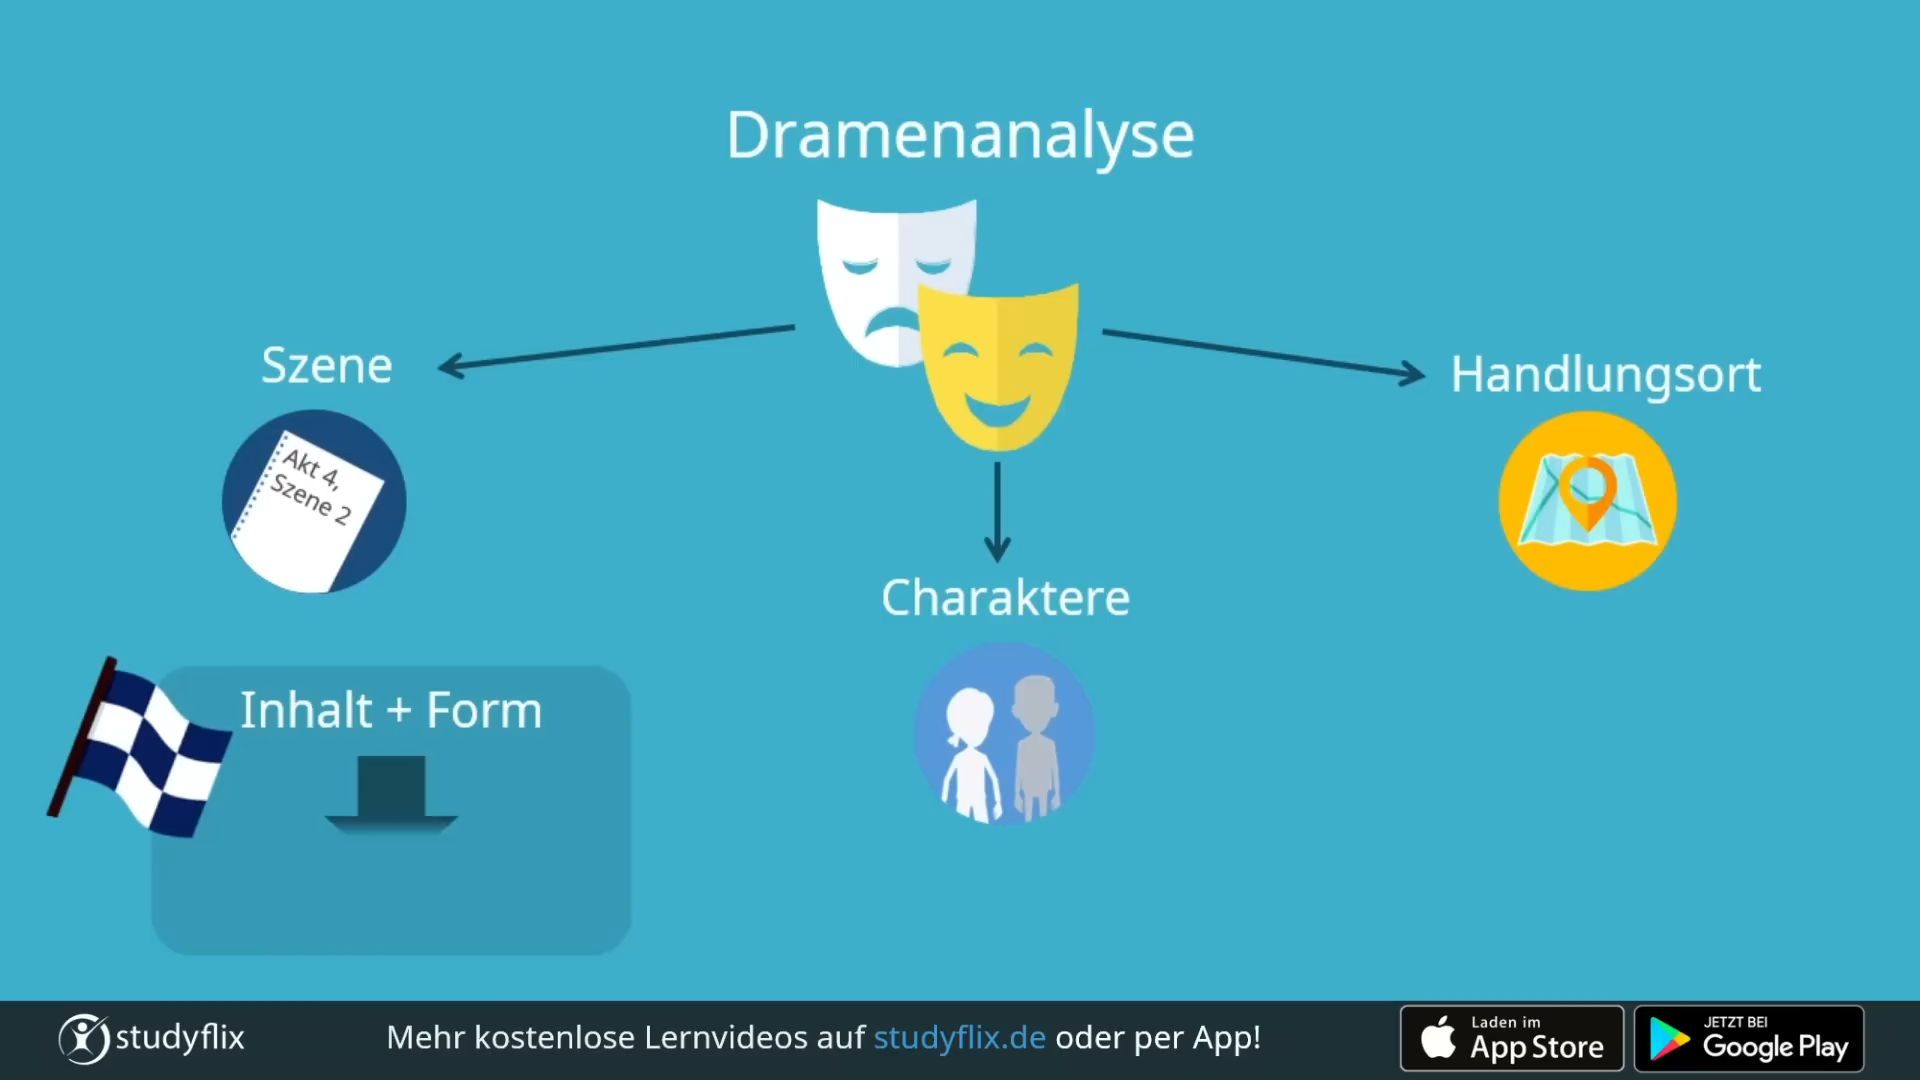 Dramenanalyse
Szene
Handlungsort
Akt 4,
Szene 2
Charaktere
Inhalt + Form
studyflix
Mehr kostenlose Lernvideos auf studyflix.de oder per App!
Laden im
App Store
JETZT BEI
Google Play